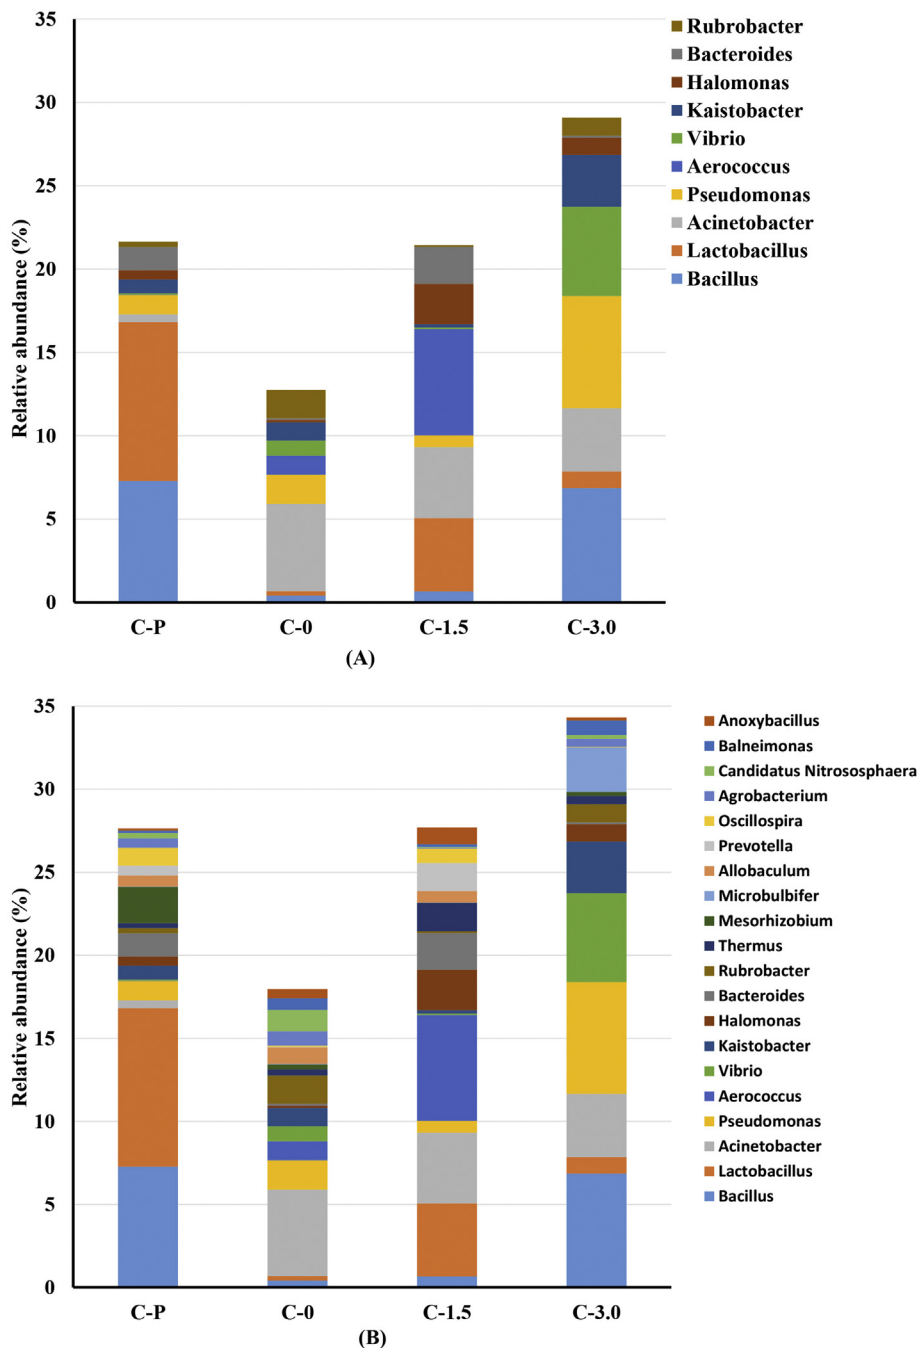 35
30
25
20
15
10
5
0
Relative abundance (%)
C-P
C-0
C-1.5
C-3.0
(A)
Rubrobacter
Bacteroides
Halomonas
Kaistobacter
Vibrio
Aerococcus
Pseudomonas
Acinetobacter
Lactobacillus
Bacillus
35
30
25
20
15
10
5
0
Relative abundance (%)
C-P
C-0
C-1.5
C-3.0
(B)
Anoxybacillus
Balneimonas
Candidatus Nitrososphaera
Agrobacterium
Oscillospira
Prevotella
Allobaculum
Microbulbifer
Mesorhizobium
Thermus
Rubrobacter
Bacteroides
Halomonas
Kaistobacter
Vibrio
Aerococcus
Pseudomonas
Acinetobacter
Lactobacillus
Bacillus